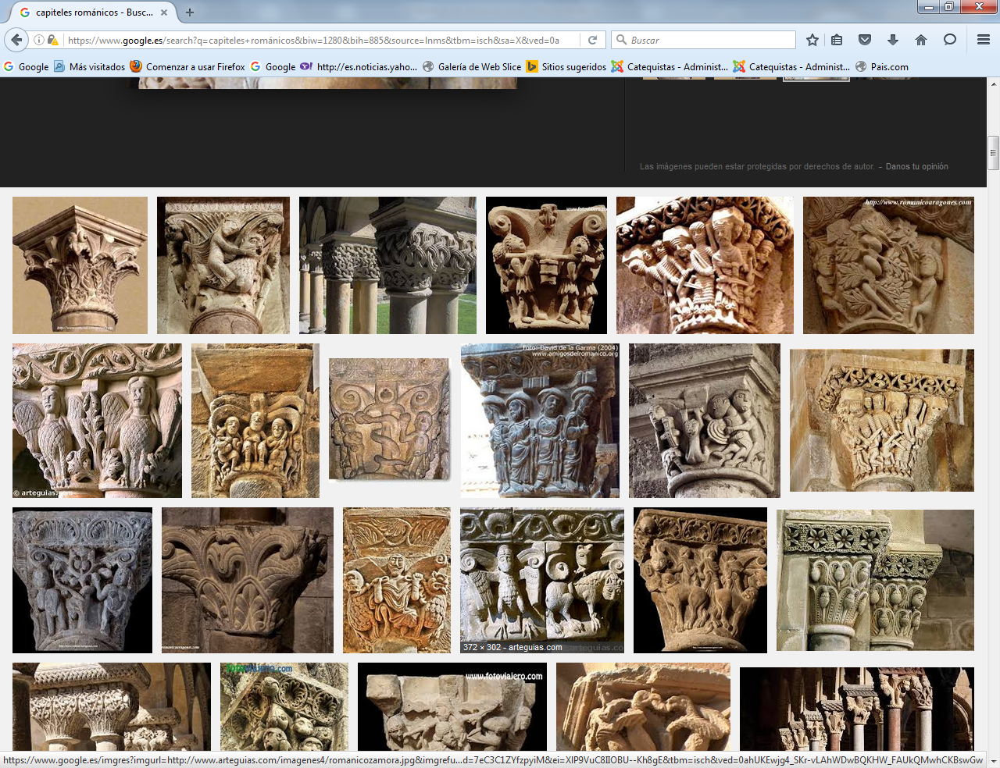 capiteles románicos - Busc...
https://www.google.es/search?q=capiteles+románicos&biw=1280&bih=885&source=lnms&tbm=isch&sa=X&ved=0a
Buscar
Google Más visitados Comenzar a usar Firefox Google http://es.noticias.yaho... Galería de Web Slice Sitios sugeridos Catequistas - Administ... Catequistas - Administ... Pais.com
Las imágenes pueden estar protegidas por derechos de autor. - Danos tu opinión
www.fotoviajero
http://www.romanicoaragones.com
Foto: David de la Garma (2004)
www.amigosdelromanico.org
© arteguias.com
372 × 302 - arteguias.com
www.fotoviajero.com
https://www.google.es/imgres?imgurl=http://www.arteguias.com/imagenes4/romanicozamora.jpg&imgrefu...d=7eC3C1ZYfzpyiM&ei=XIP9VuC8IIOBU--Kh8gE&tbm=isch&ved=0ahUKEwjg4_SKr-vLAhWDwBQKHW_FAUkQMwhCKBswGw